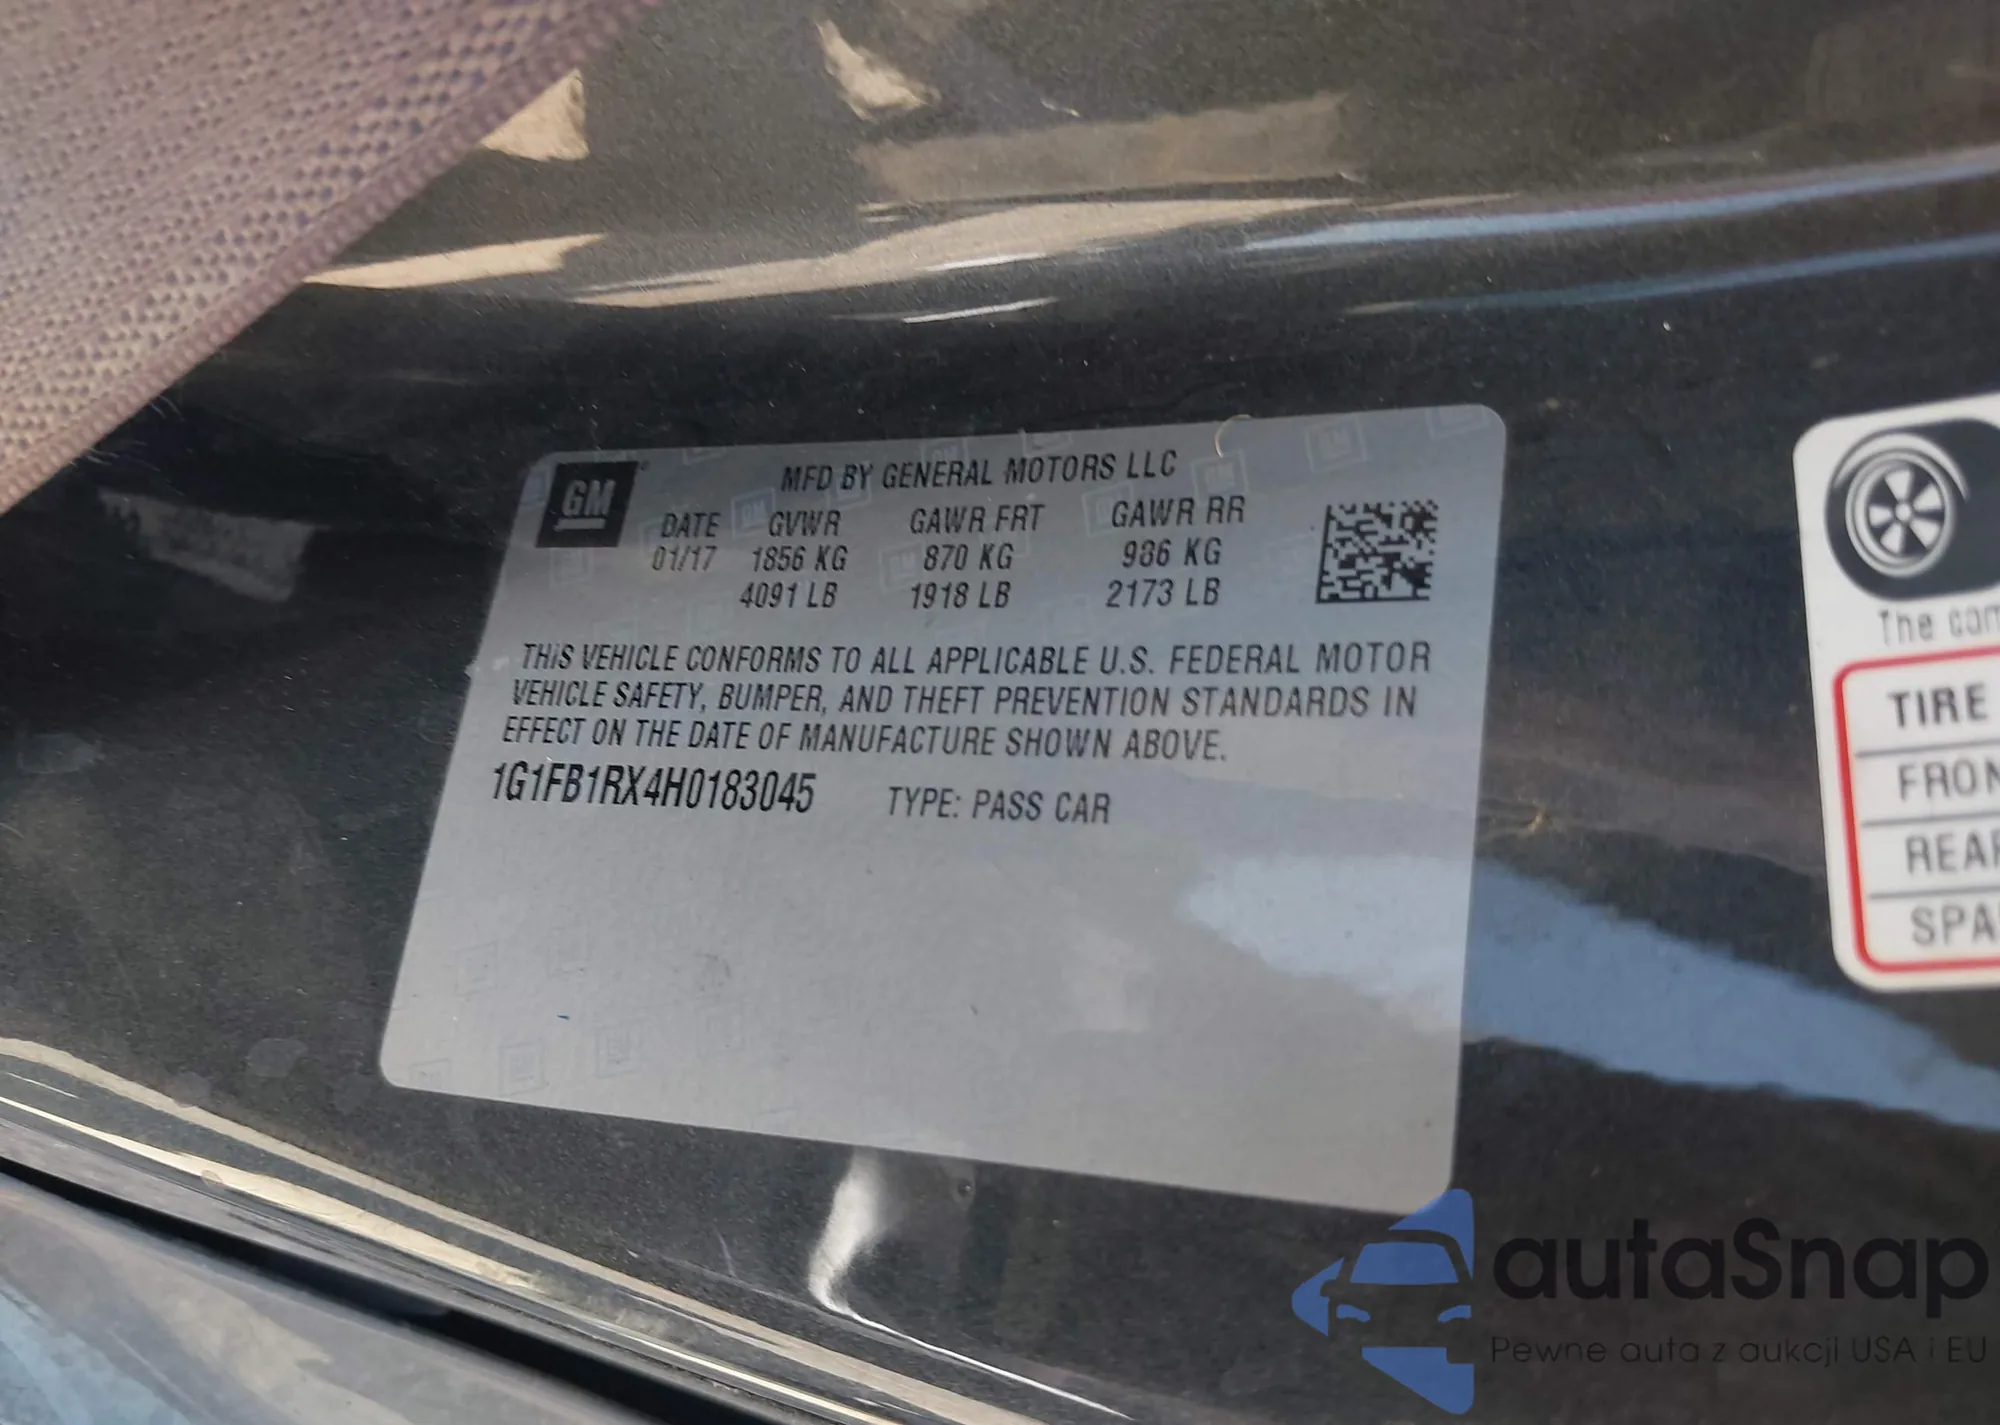 GM
MFD BY GENERAL MOTORS LLC
DATE GVWR GAWR FRT GAWR RR
01/17 1856 KG 870 KG 986 KG
4091 LB 1918 LB 2173 LB
THIS VEHICLE CONFORMS TO ALL APPLICABLE U.S. FEDERAL MOTOR
VEHICLE SAFETY, BUMPER, AND THEFT PREVENTION STANDARDS IN
EFFECT ON THE DATE OF MANUFACTURE SHOWN ABOVE.
1G1FB1RX4H0183045 TYPE: PASS CAR
The com
TIRE
FRON
REAR
SPA
autaSnap
Pewne auta z aukcji USA i EU